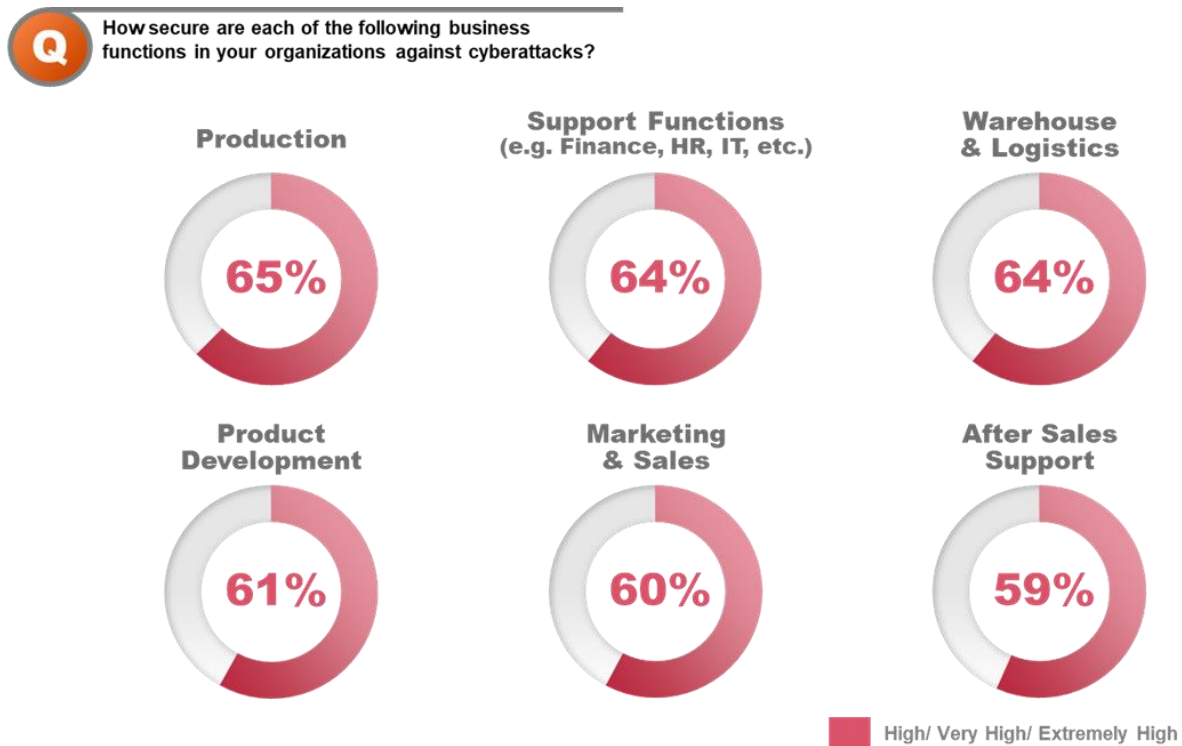 Q
How secure are each of the following business
functions in your organizations against cyberattacks?
Production
65%
Support Functions
(e.g. Finance, HR, IT, etc.)
64%
Warehouse
& Logistics
64%
Product
Development
61%
Marketing
& Sales
60%
After Sales
Support
59%
High/ Very High/ Extremely High